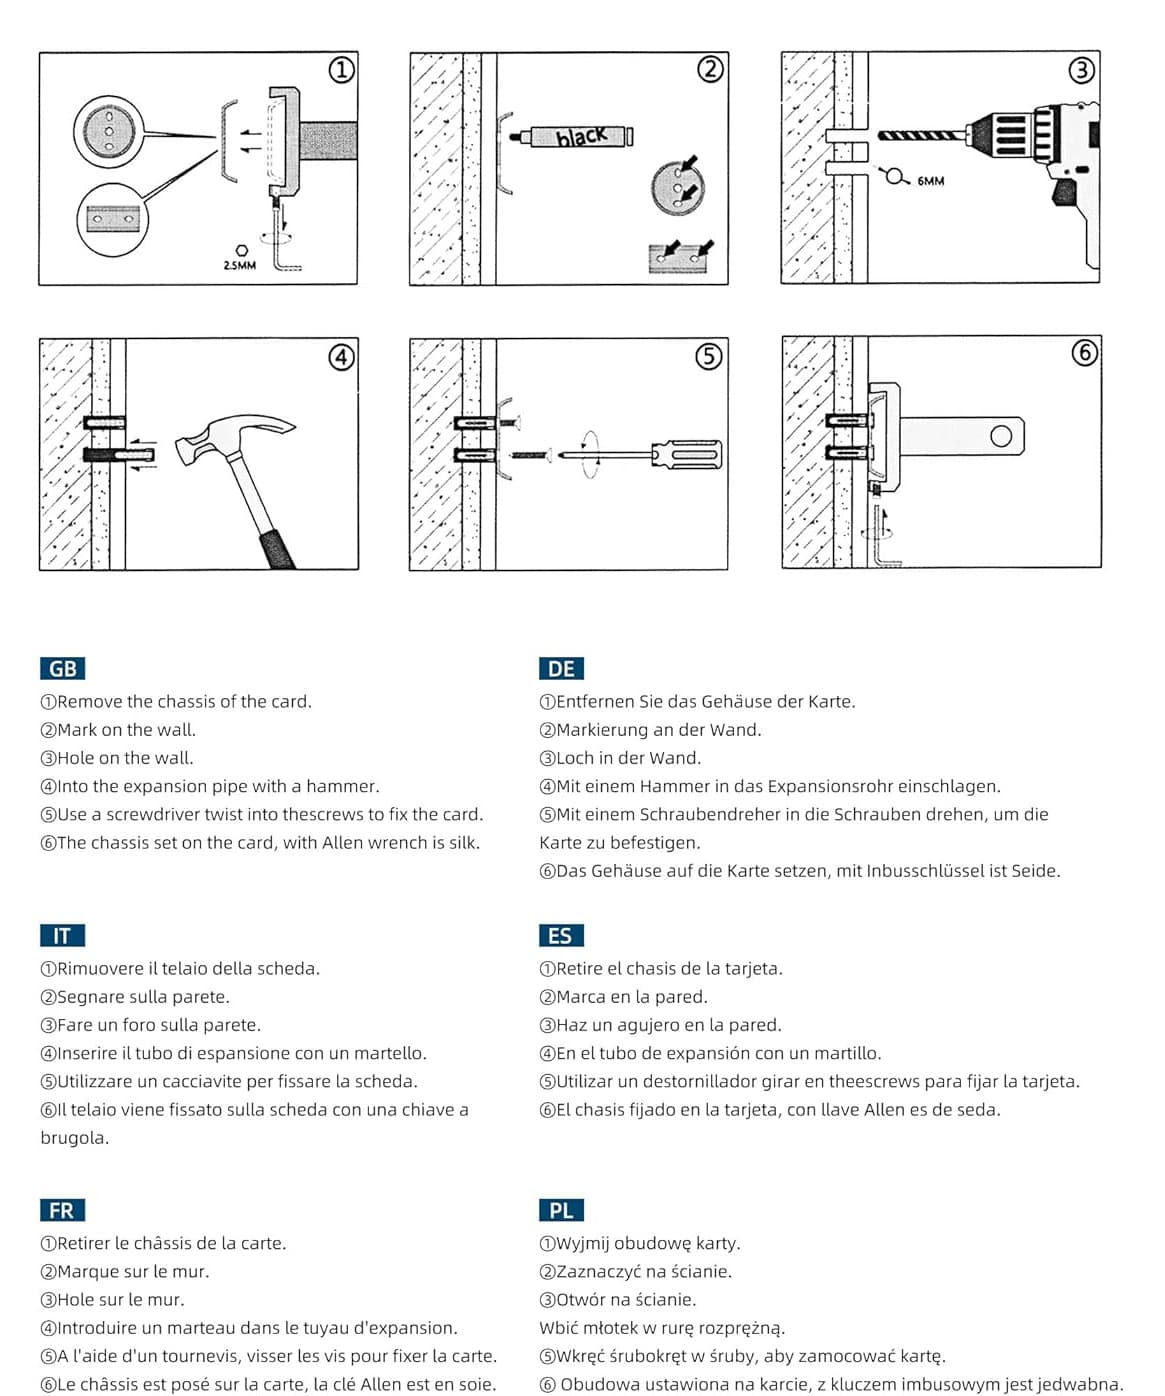 ①
2.5MM
②
black
③
6MM
④
⑤
⑥
GB
①Remove the chassis of the card.
②Mark on the wall.
③Hole on the wall.
④Into the expansion pipe with a hammer.
⑤Use a screwdriver twist into thescrews to fix the card.
⑥The chassis set on the card, with Allen wrench is silk.
DE
①Entfernen Sie das Gehäuse der Karte.
②Markierung an der Wand.
③Loch in der Wand.
④Mit einem Hammer in das Expansionsrohr einschlagen.
⑤Mit einem Schraubendreher in die Schrauben drehen, um die
Karte zu befestigen.
⑥Das Gehäuse auf die Karte setzen, mit Inbusschlüssel ist Seide.
IT
①Rimuovere il telaio della scheda.
②Segnare sulla parete.
③Fare un foro sulla parete.
④Inserire il tubo di espansione con un martello.
⑤Utilizzare un cacciavite per fissare la scheda.
⑥Il telaio viene fissato sulla scheda con una chiave a
brugola.
ES
①Retire el chasis de la tarjeta.
②Marca en la pared.
③Haz un agujero en la pared.
④En el tubo de expansión con un martillo.
⑤Utilizar un destornillador girar en theescrews para fijar la tarjeta.
⑥El chasis fijado en la tarjeta, con llave Allen es de seda.
FR
①Retirer le châssis de la carte.
②Marque sur le mur.
③Hole sur le mur.
④Introduire un marteau dans le tuyau d'expansion.
⑤A l'aide d'un tournevis, visser les vis pour fixer la carte.
⑥Le châssis est posé sur la carte, la clé Allen est en soie.
PL
①Wyjmij obudowę karty.
②Zaznaczyć na ścianie.
③Otwór na ścianie.
Wbić młotek w rurę rozprężną.
⑤Wkręć śrubokręt w śruby, aby zamocować kartę.
⑥ Obudowa ustawiona na karcie, z kluczem imbusowym jest jedwabna.